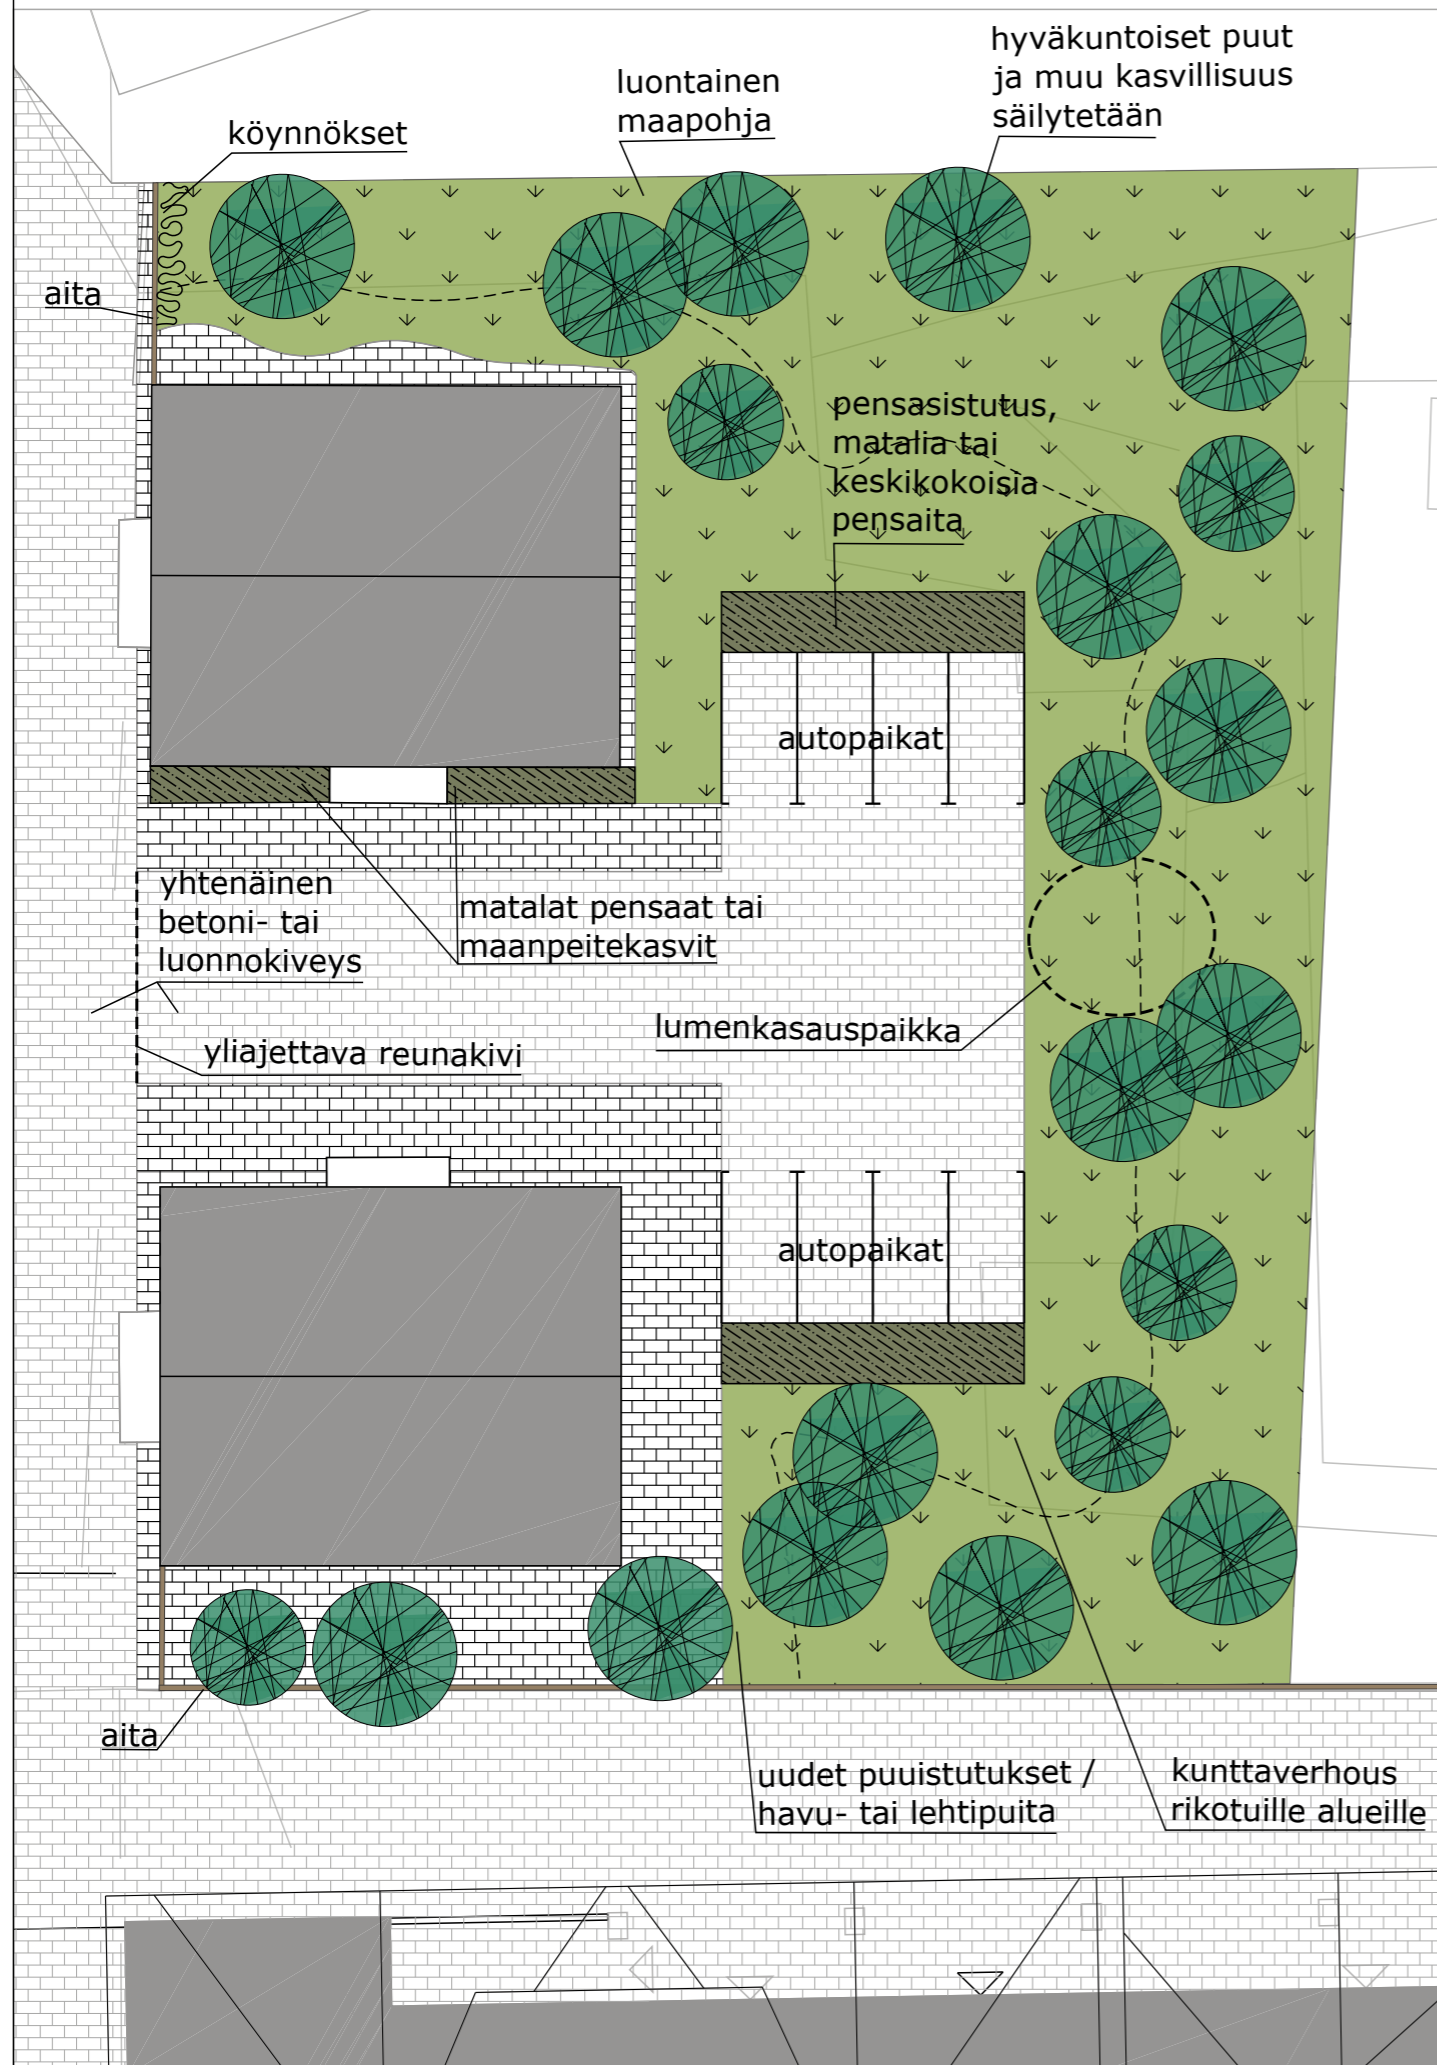 hyväkuntoiset puut
ja muu kasvillisuus
säilytetään
luontainen
maapohja
köynnökset
aita
pensasistutus,
matalia tai
keskikokoisia
pensaita
autopaikat
yhtenäinen
betoni- tai
luonnokiveys
matalat pensaat tai
maanpeitekasvit
lumenkasauspaikka
yliajettava reunakivi
autopaikat
aita
uudet puuistutukset /
havu- tai lehtipuita
kunttaverhous
rikotuille alueille